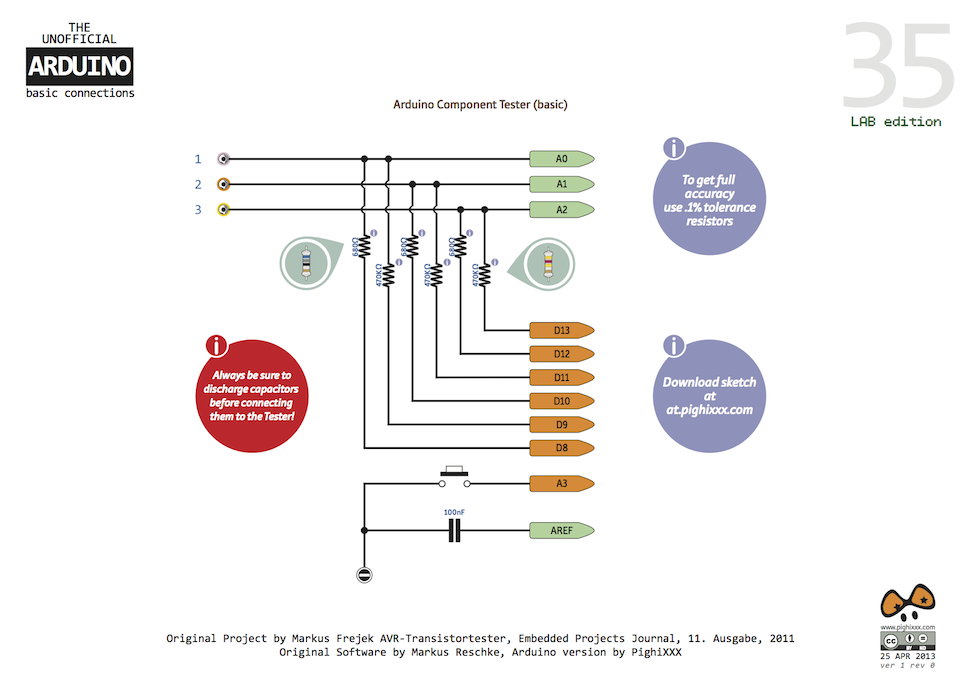 THE
UNOFFICIAL
ARDUINO
basic connections
35
LAB edition
Arduino Component Tester (basic)
1
A0
2
A1
3
A2
i
To get full
accuracy
use .1% tolerance
resistors
680Ω
i
680Ω
i
680Ω
i
470KΩ
i
470KΩ
i
470KΩ
i
D13
D12
D11
D10
D9
D8
i
Always be sure to
discharge capacitors
before connecting
them to the Tester!
i
Download sketch
at
at.pighixxx.com
A3
100nF
AREF
Original Project by Markus Frejek AVR-Transistortester, Embedded Projects Journal, 11. Ausgabe, 2011
Original Software by Markus Reschke, Arduino version by PighiXXX
www.pighixxx.com
cc
BY
ND
25 APR 2013
ver 1 rev 0